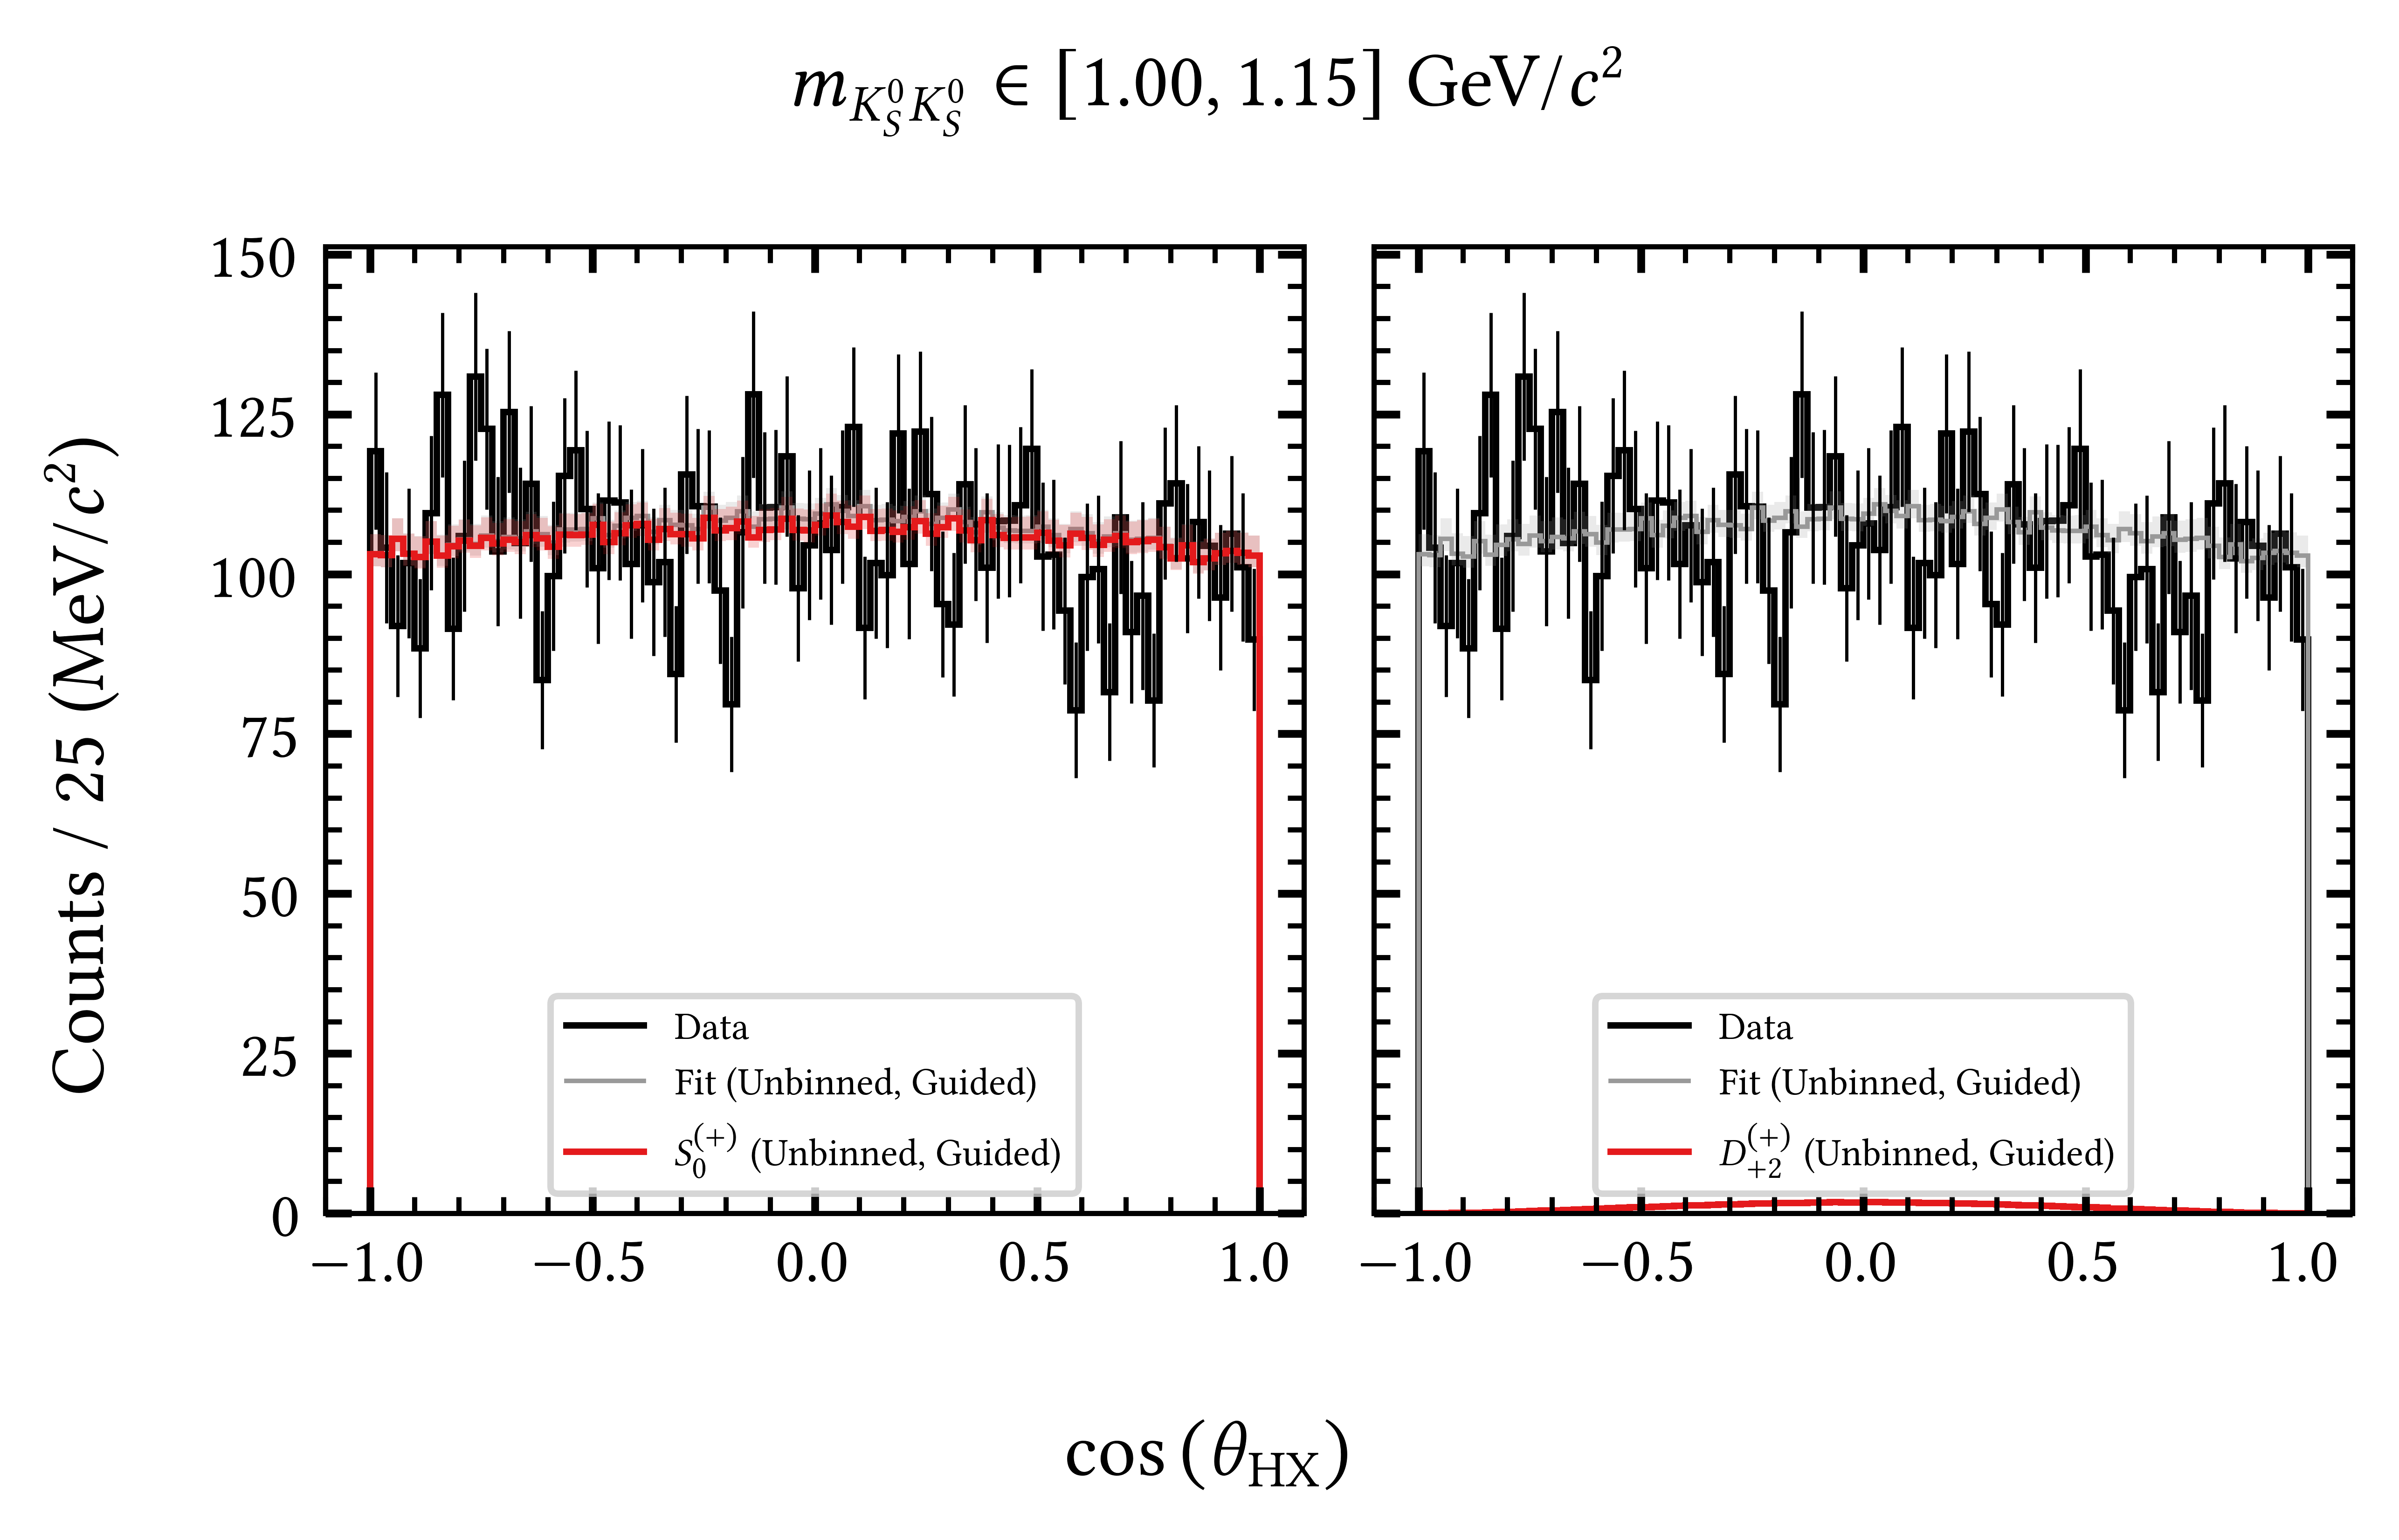 m_{K_S^0 K_S^0} ∈ [1.00, 1.15] GeV/c²
Counts / 25 (MeV/c²)
150
125
100
75
50
25
0
Data
Fit (Unbinned, Guided)
S_0^{(+)} (Unbinned, Guided)
Data
Fit (Unbinned, Guided)
D_{+2}^{(+)} (Unbinned, Guided)
−1.0 −0.5 0.0 0.5 1.0 −1.0 −0.5 0.0 0.5 1.0
cos (θ_{HX})